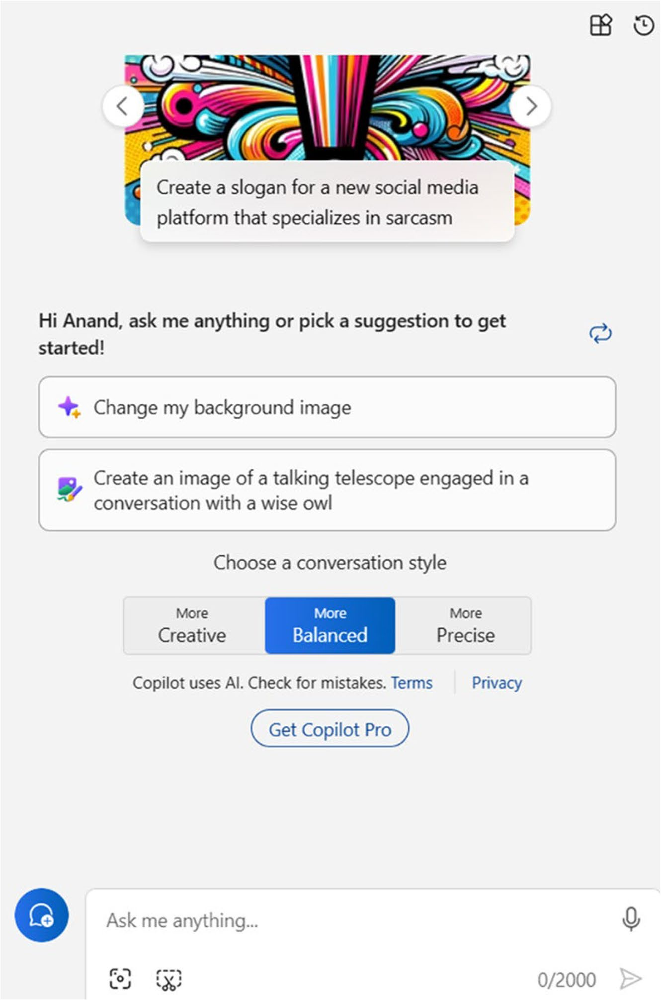 Create a slogan for a new social media
platform that specializes in sarcasm
Hi Anand, ask me anything or pick a suggestion to get
started!
Change my background image
Create an image of a talking telescope engaged in a
conversation with a wise owl
Choose a conversation style
More
Creative
More
Balanced
More
Precise
Copilot uses AI. Check for mistakes. Terms Privacy
Get Copilot Pro
Ask me anything...
0/2000